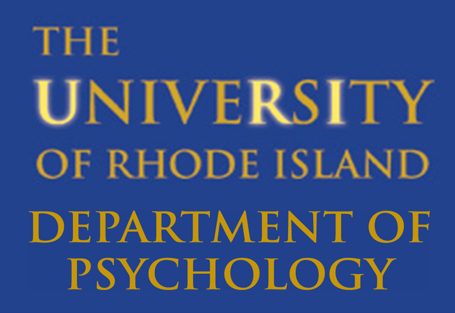 THE
UNIVERSITY
OF RHODE ISLAND
DEPARTMENT OF
PSYCHOLOGY